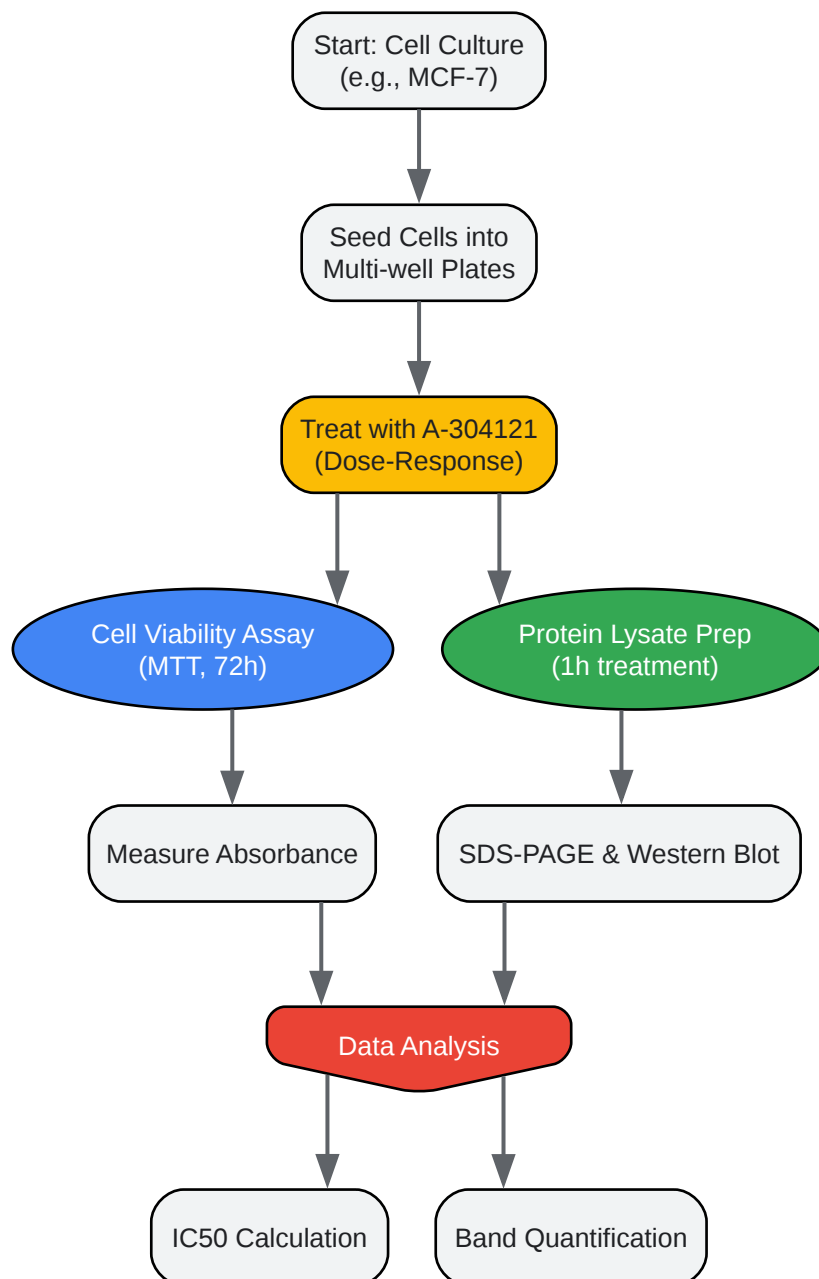 Start: Cell Culture
(e.g., MCF-7)
Seed Cells into
Multi-well Plates
Treat with A-304121
(Dose-Response)
Cell Viability Assay
(MTT, 72h)
Protein Lysate Prep
(1h treatment)
Measure Absorbance
SDS-PAGE & Western Blot
Data Analysis
IC50 Calculation
Band Quantification